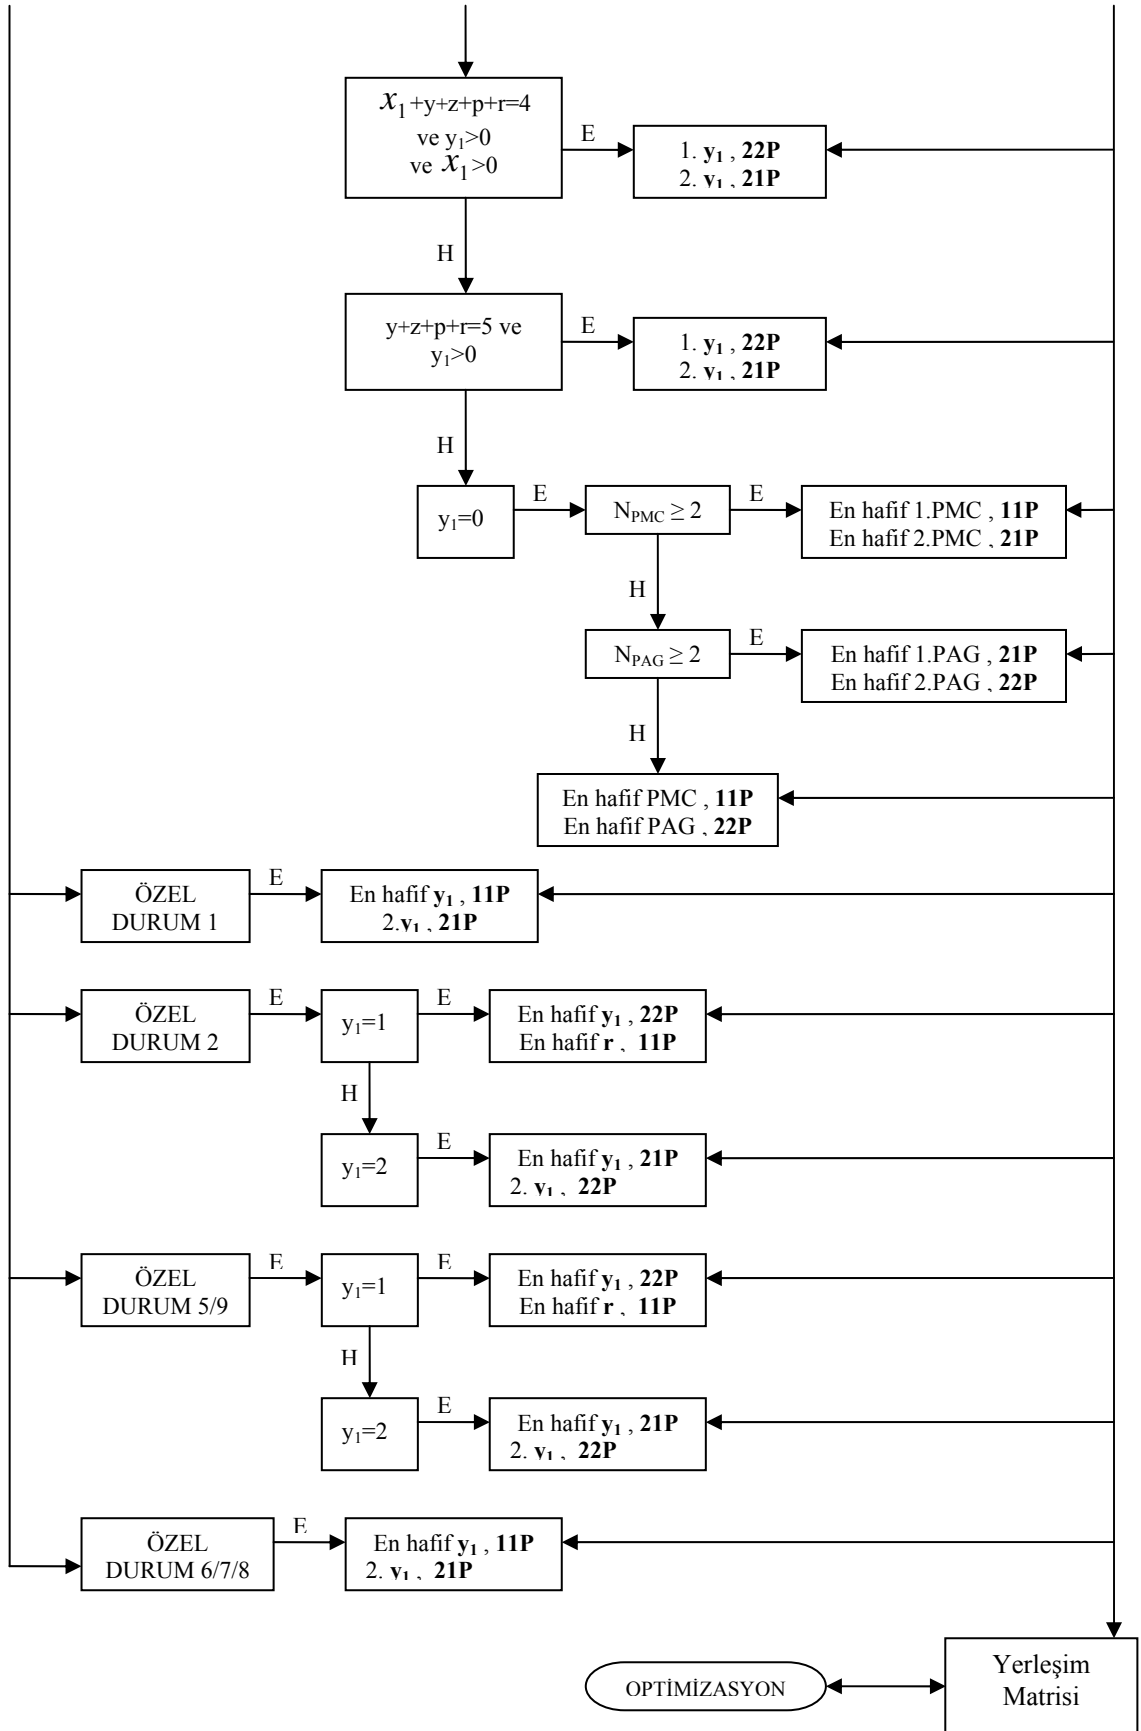 x₁+y+z+p+r=4
ve y₁>0
ve x₁>0
E
1. y₁ , 22P
2. y₁ , 21P
H
y+z+p+r=5 ve
y₁>0
E
1. y₁ , 22P
2. y₁ , 21P
H
y₁=0
E
N_PMC ≥ 2
E
En hafif 1.PMC , 11P
En hafif 2.PMC , 21P
H
N_PAG ≥ 2
E
En hafif 1.PAG , 21P
En hafif 2.PAG , 22P
H
En hafif PMC , 11P
En hafif PAG , 22P
ÖZEL
DURUM 1
E
En hafif y₁ , 11P
2.y₁ , 21P
ÖZEL
DURUM 2
E
y₁=1
E
En hafif y₁ , 22P
En hafif r , 11P
H
y₁=2
E
En hafif y₁ , 21P
2. y₁ , 22P
ÖZEL
DURUM 5/9
E
y₁=1
E
En hafif y₁ , 22P
En hafif r , 11P
H
y₁=2
E
En hafif y₁ , 21P
2. y₁ , 22P
ÖZEL
DURUM 6/7/8
E
En hafif y₁ , 11P
2. y₁ , 21P
OPTİMİZASYON
Yerleşim
Matrisi